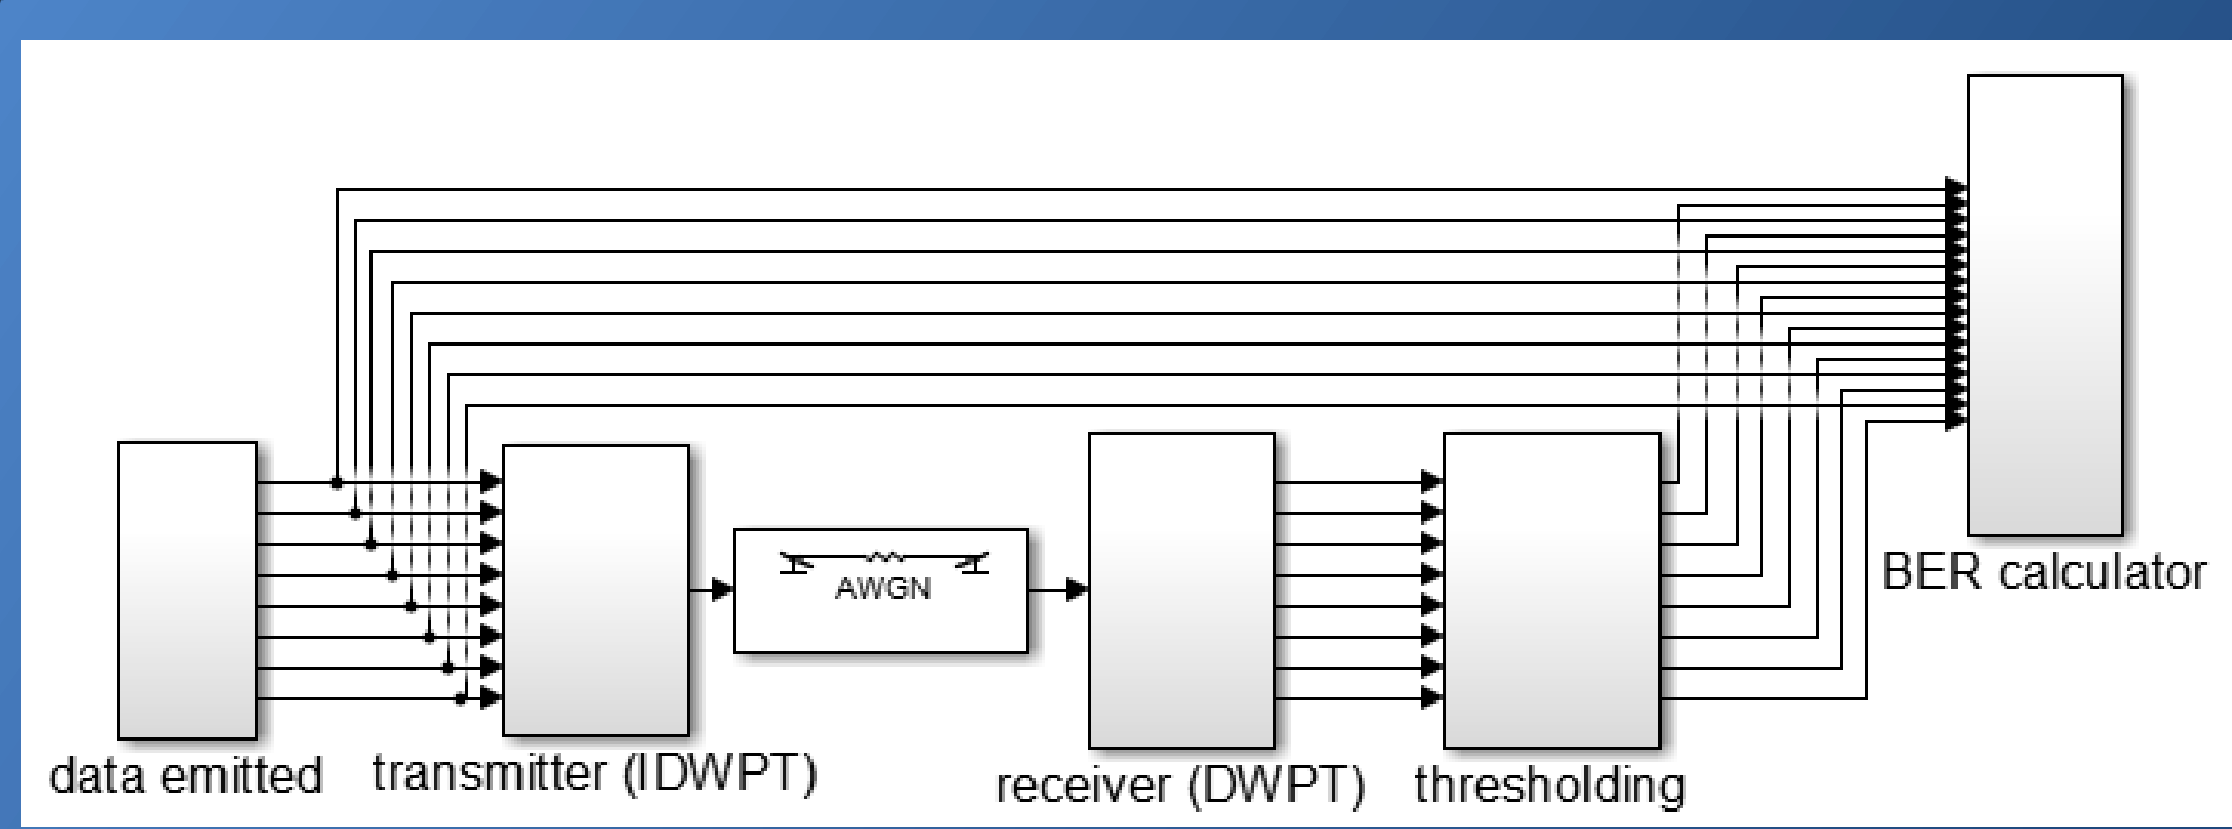 AWGN
BER calculator
data emitted
transmitter (IDWPT)
receiver (DWPT)
thresholding